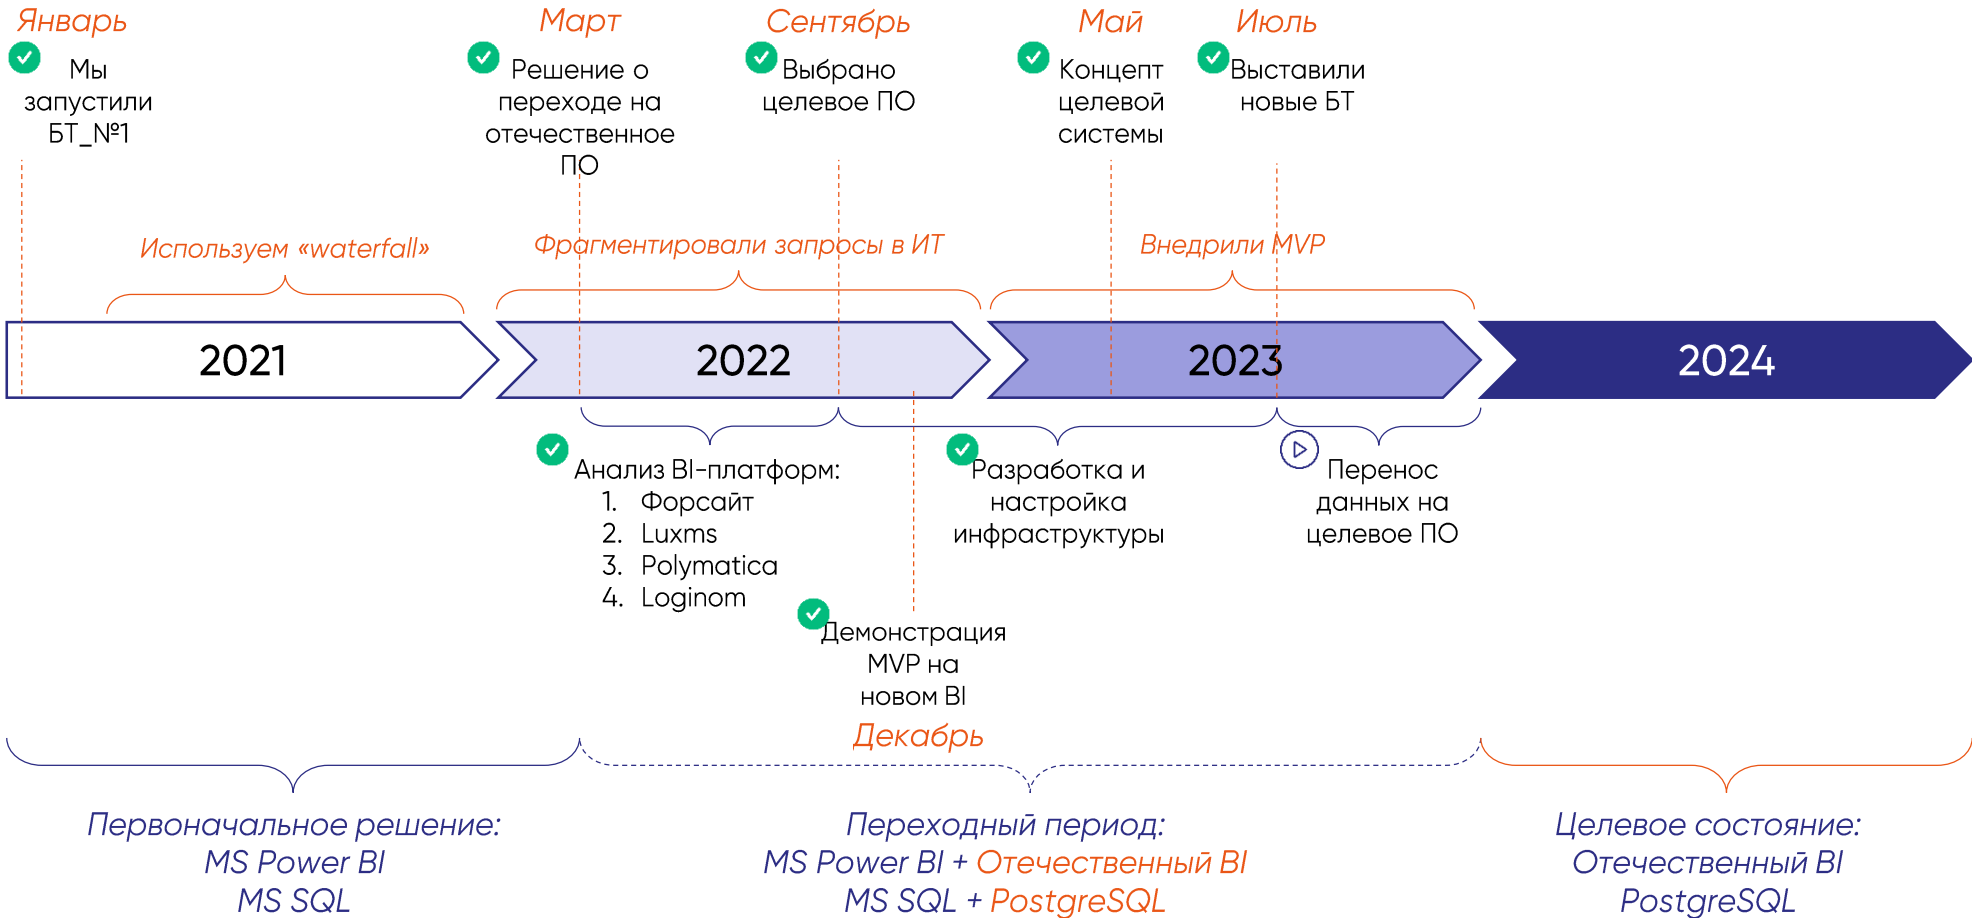 Январь
Мы
запустили
БТ_№1
Март
Решение о
переходе на
отечественное
ПО
Сентябрь
Выбрано
целевое ПО
Май
Концепт
целевой
системы
Июль
Выставили
новые БТ
Используем «waterfall»
Фрагментировали запросы в ИТ
Внедрили MVP
2021
2022
2023
2024
Анализ BI-платформ:
1. Форсайт
2. Luxms
3. Polymatica
4. Loginom
Разработка и
настройка
инфраструктуры
Перенос
данных на
целевое ПО
Демонстрация
MVP на
новом BI
Декабрь
Первоначальное решение:
MS Power BI
MS SQL
Переходный период:
MS Power BI + Отечественный BI
MS SQL + PostgreSQL
Целевое состояние:
Отечественный BI
PostgreSQL